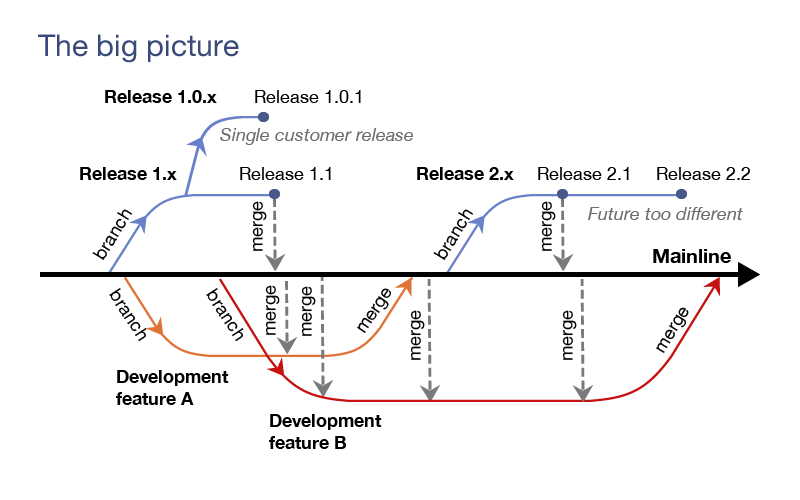 The big picture
Release 1.0.x
Release 1.0.1
Single customer release
Release 1.x
Release 1.1
Release 2.x
Release 2.1
Release 2.2
Future too different
branch
merge
branch
merge
Mainline
branch
branch
merge
merge
merge
merge
merge
merge
Development
feature A
Development
feature B